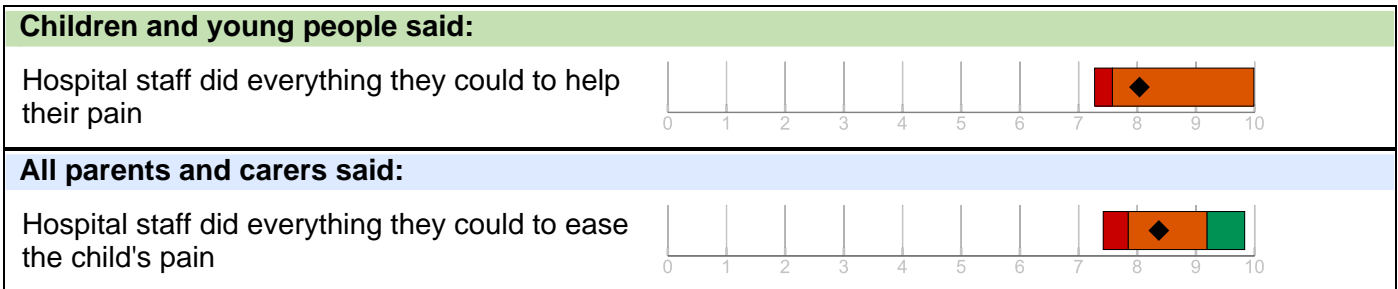 Children and young people said:
Hospital staff did everything they could to help
their pain
0 1 2 3 4 5 6 7 8 9 10
All parents and carers said:
Hospital staff did everything they could to ease
the child's pain
0 1 2 3 4 5 6 7 8 9 10